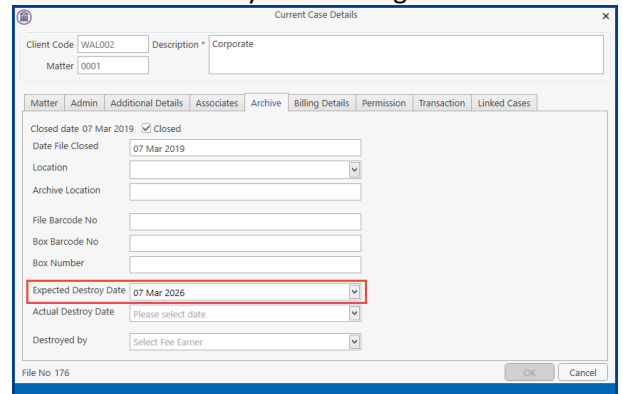 Current Case Details
Client Code WAL002 Description * Corporate
Matter 0001
Matter Admin Additional Details Associates Archive Billing Details Permission Transaction Linked Cases
Closed date 07 Mar 2019 Closed
Date File Closed 07 Mar 2019
Location
Archive Location
File Barcode No
Box Barcode No
Box Number
Expected Destroy Date 07 Mar 2026
Actual Destroy Date Please select date
Destroyed by Select Fee Earner
File No 176 OK Cancel